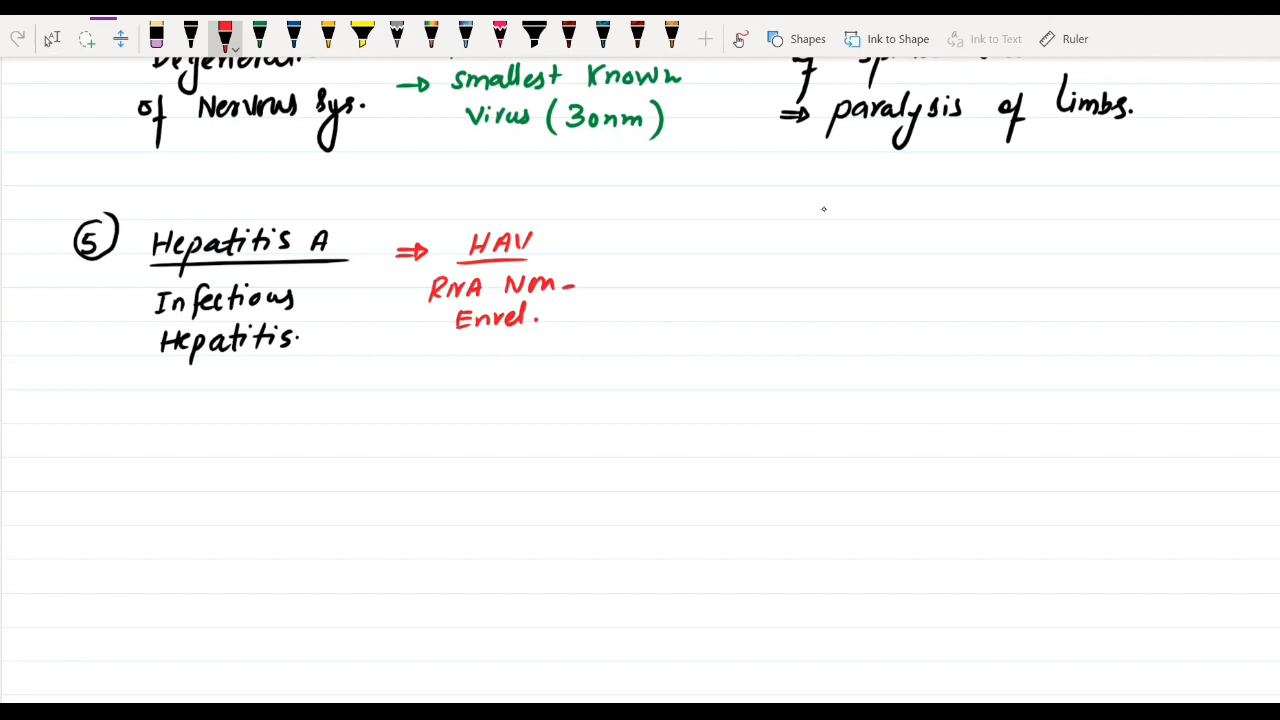 Shapes Ink to Shape Ink to Text Ruler
→ smallest Known
of Nervous Sys. Virus (30nm) ⇒ paralysis of limbs.
5 Hepatitis A ⇒ HAV
Infectious RNA Non-
Hepatitis. Envel.